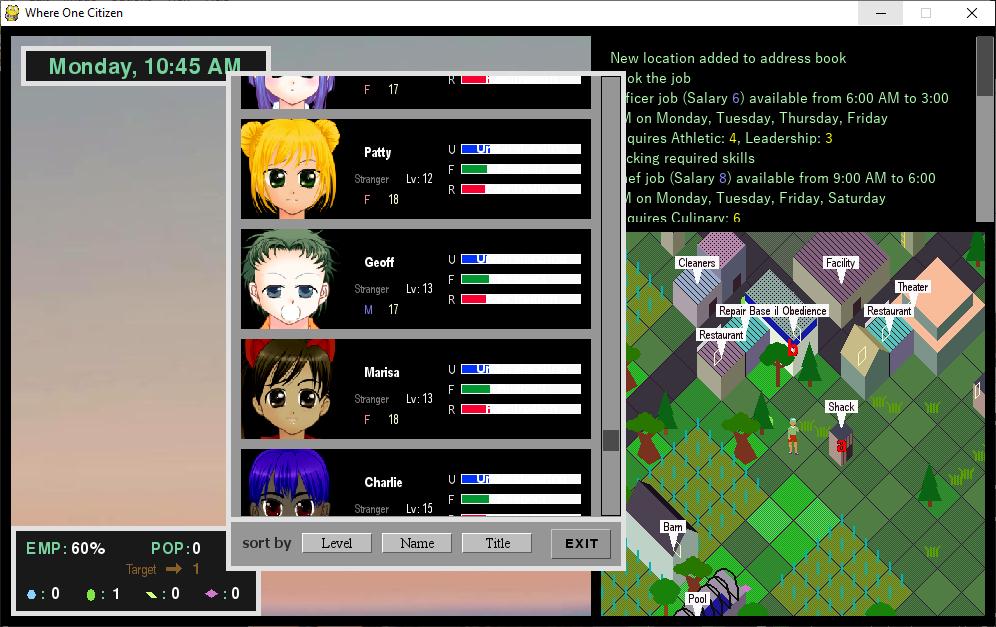 Where One Citizen
Monday, 10:45 AM
New location added to address book
ok the job
ficer job (Salary 6) available from 6:00 AM to 3:00
M on Monday, Tuesday, Thursday, Friday
quires Athletic: 4, Leadership: 3
cking required skills
ef job (Salary 8) available from 9:00 AM to 6:00
M on Monday, Tuesday, Friday, Saturday
quires Culinary: 6
F 17
R
Patty
Stranger Lv: 12
F 18
U
F
R
Geoff
Stranger Lv: 13
M 17
U
F
R
Marisa
Stranger Lv: 13
F 18
U
F
R
Charlie
Stranger Lv: 15
U
F
sort by Level Name Title EXIT
Cleaners
Facility
Theater
Repair Base il Obedience
Restaurant
Restaurant
Shack
Barn
Pool
EMP: 60% POP: 0
Target 1
: 0 : 1 : 0 : 0